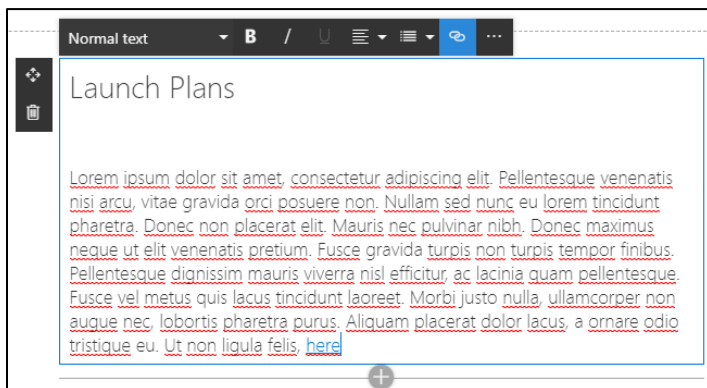 Normal text B / U
Launch Plans
Lorem ipsum dolor sit amet, consectetur adipiscing elit. Pellentesque venenatis
nisi arcu, vitae gravida orci posuere non. Nullam sed nunc eu lorem tincidunt
pharetra. Donec non placerat elit. Mauris nec pulvinar nibh. Donec maximus
neque ut elit venenatis pretium. Fusce gravida turpis non turpis tempor finibus.
Pellentesque dignissim mauris viverra nisl efficitur, ac lacinia quam pellentesque.
Fusce vel metus quis lacus tincidunt laoreet. Morbi justo nulla, ullamcorper non
augue nec, lobortis pharetra purus. Aliquam placerat dolor lacus, a ornare odio
tristique eu. Ut non ligula felis, here